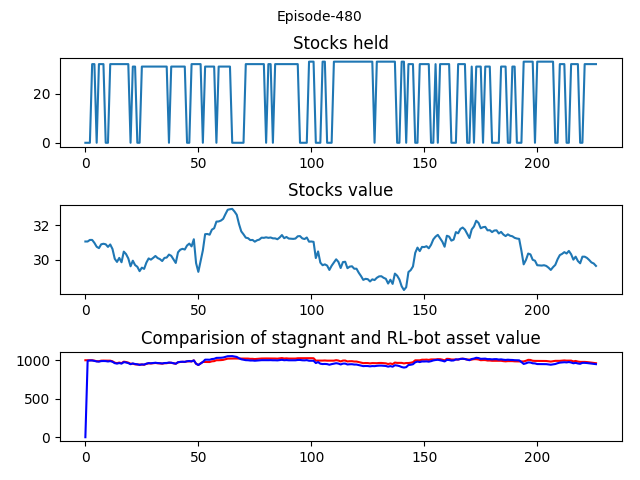 Episode-480
Stocks held
20
0
0 50 100 150 200
Stocks value
32
30
0 50 100 150 200
Comparision of stagnant and RL-bot asset value
1000
500
0
0 50 100 150 200